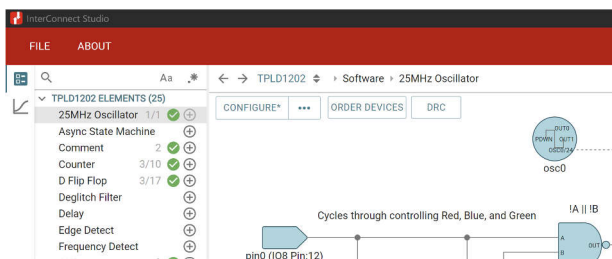 InterConnect Studio
FILE ABOUT
Aa .*
← → TPLD1202 › Software › 25MHz Oscillator
TPLD1202 ELEMENTS (25)
CONFIGURE* ••• ORDER DEVICES DRC
25MHz Oscillator 1/1
Async State Machine
Comment 2
Counter 3/10
D Flip Flop 3/17
Deglitch Filter
Delay
Edge Detect
Frequency Detect
OUT0
PDWN OUT1
OSC0/24
osc0
Cycles through controlling Red, Blue, and Green
!A || !B
A
OUT
B
pin0 (IO8 Pin:12)